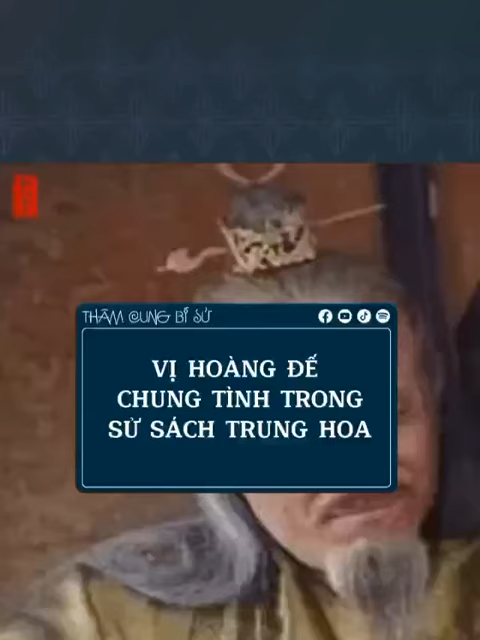 THÂM CUNG BÍ SỬ
VỊ HOÀNG ĐẾ
CHUNG TÌNH TRONG
SỬ SÁCH TRUNG HOA